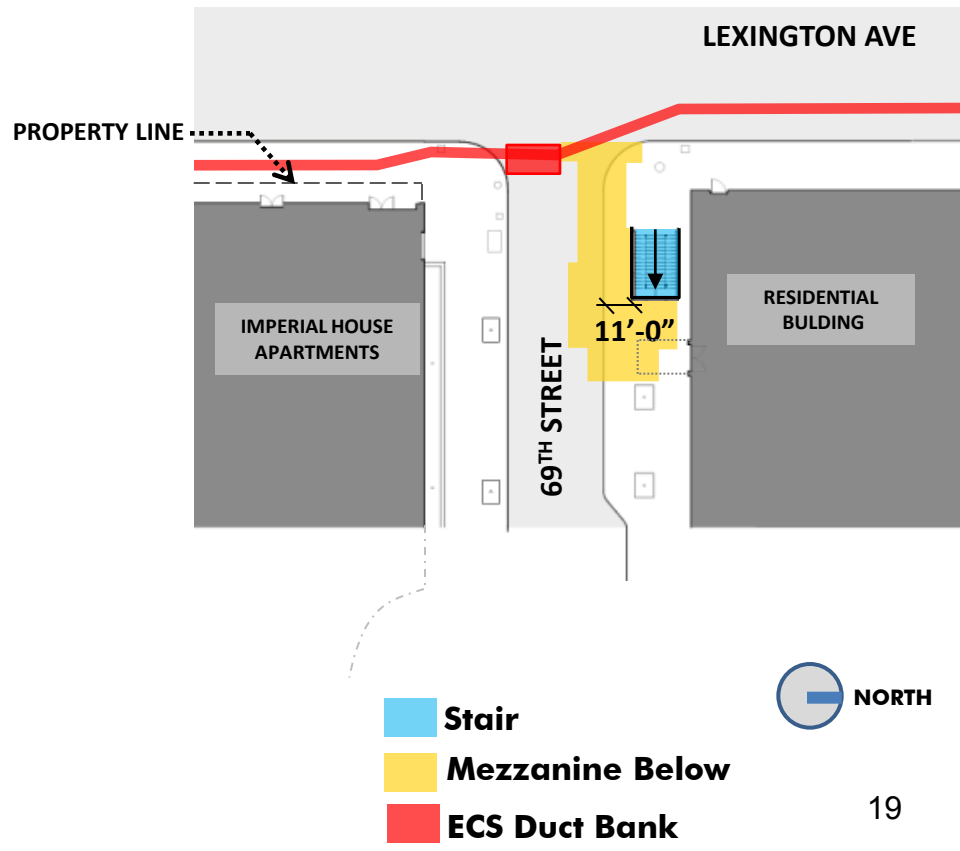 LEXINGTON AVE
PROPERTY LINE
IMPERIAL HOUSE
APARTMENTS
RESIDENTIAL
BULDING
11’-0”
69TH STREET
NORTH
Stair
Mezzanine Below
ECS Duct Bank
19